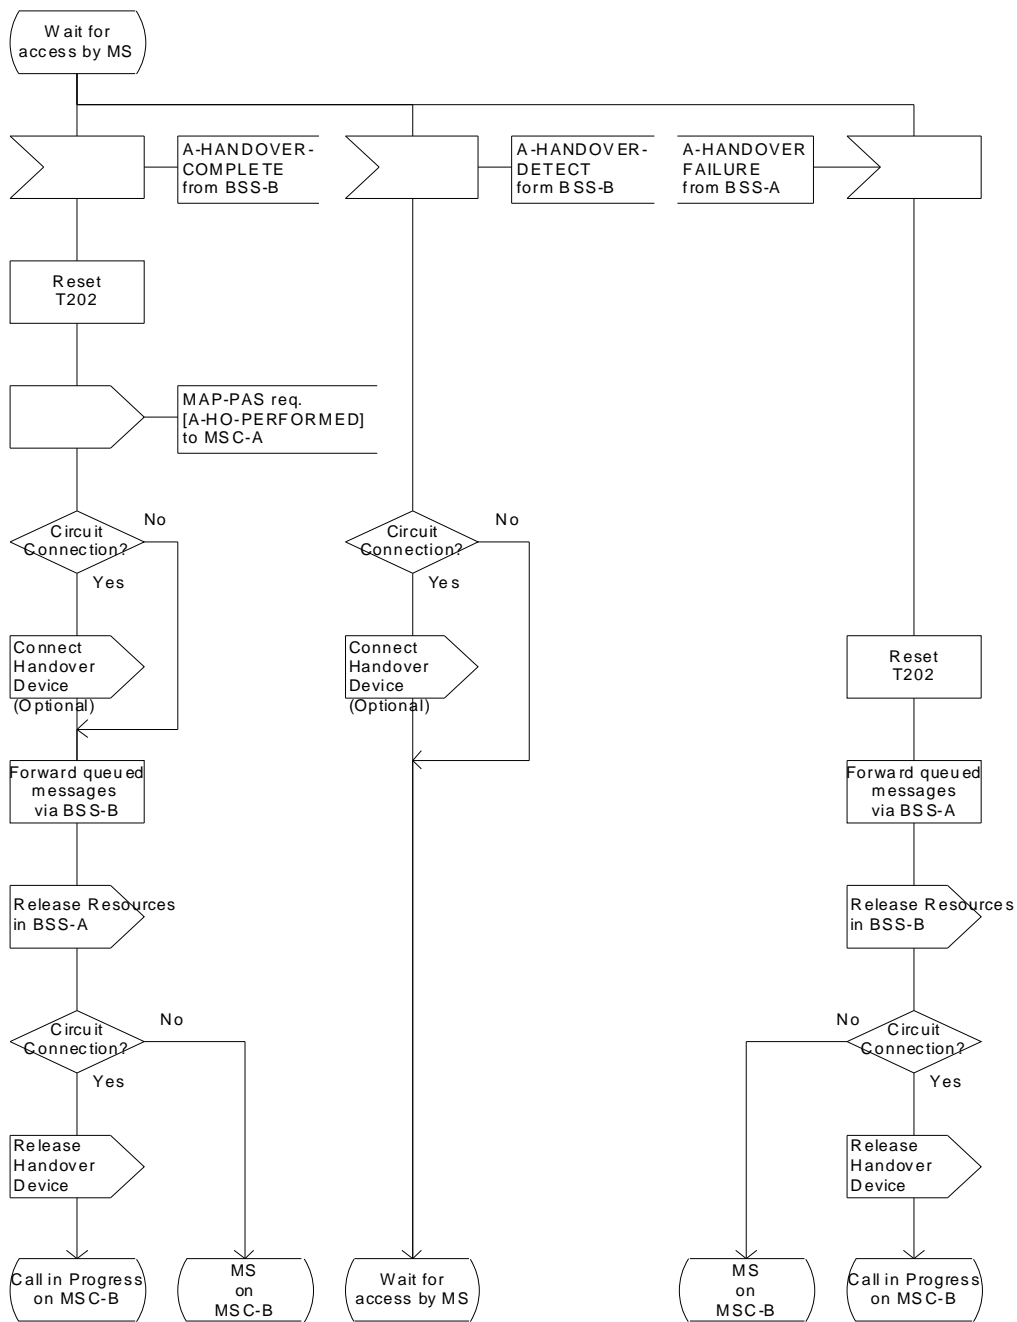 Wait for
access by MS
A-HANDOVER-
COMPLETE
from BSS-B
A-HANDOVER-
DETECT
form BSS-B
A-HANDOVER
FAILURE
from BSS-A
Reset
T202
MAP-PAS req.
[A-HO-PERFORMED]
to MSC-A
Circuit
Connection?
No
Yes
Circuit
Connection?
No
Yes
Connect
Handover
Device
(Optional)
Connect
Handover
Device
(Optional)
Reset
T202
Forward queued
messages
via BSS-B
Forward queued
messages
via BSS-A
Release Resources
in BSS-A
Release Resources
in BSS-B
Circuit
Connection?
No
Yes
No
Circuit
Connection?
Yes
Release
Handover
Device
Release
Handover
Device
Call in Progress
on MSC-B
MS
on
MSC-B
Wait for
access by MS
MS
on
MSC-B
Call in Progress
on MSC-B